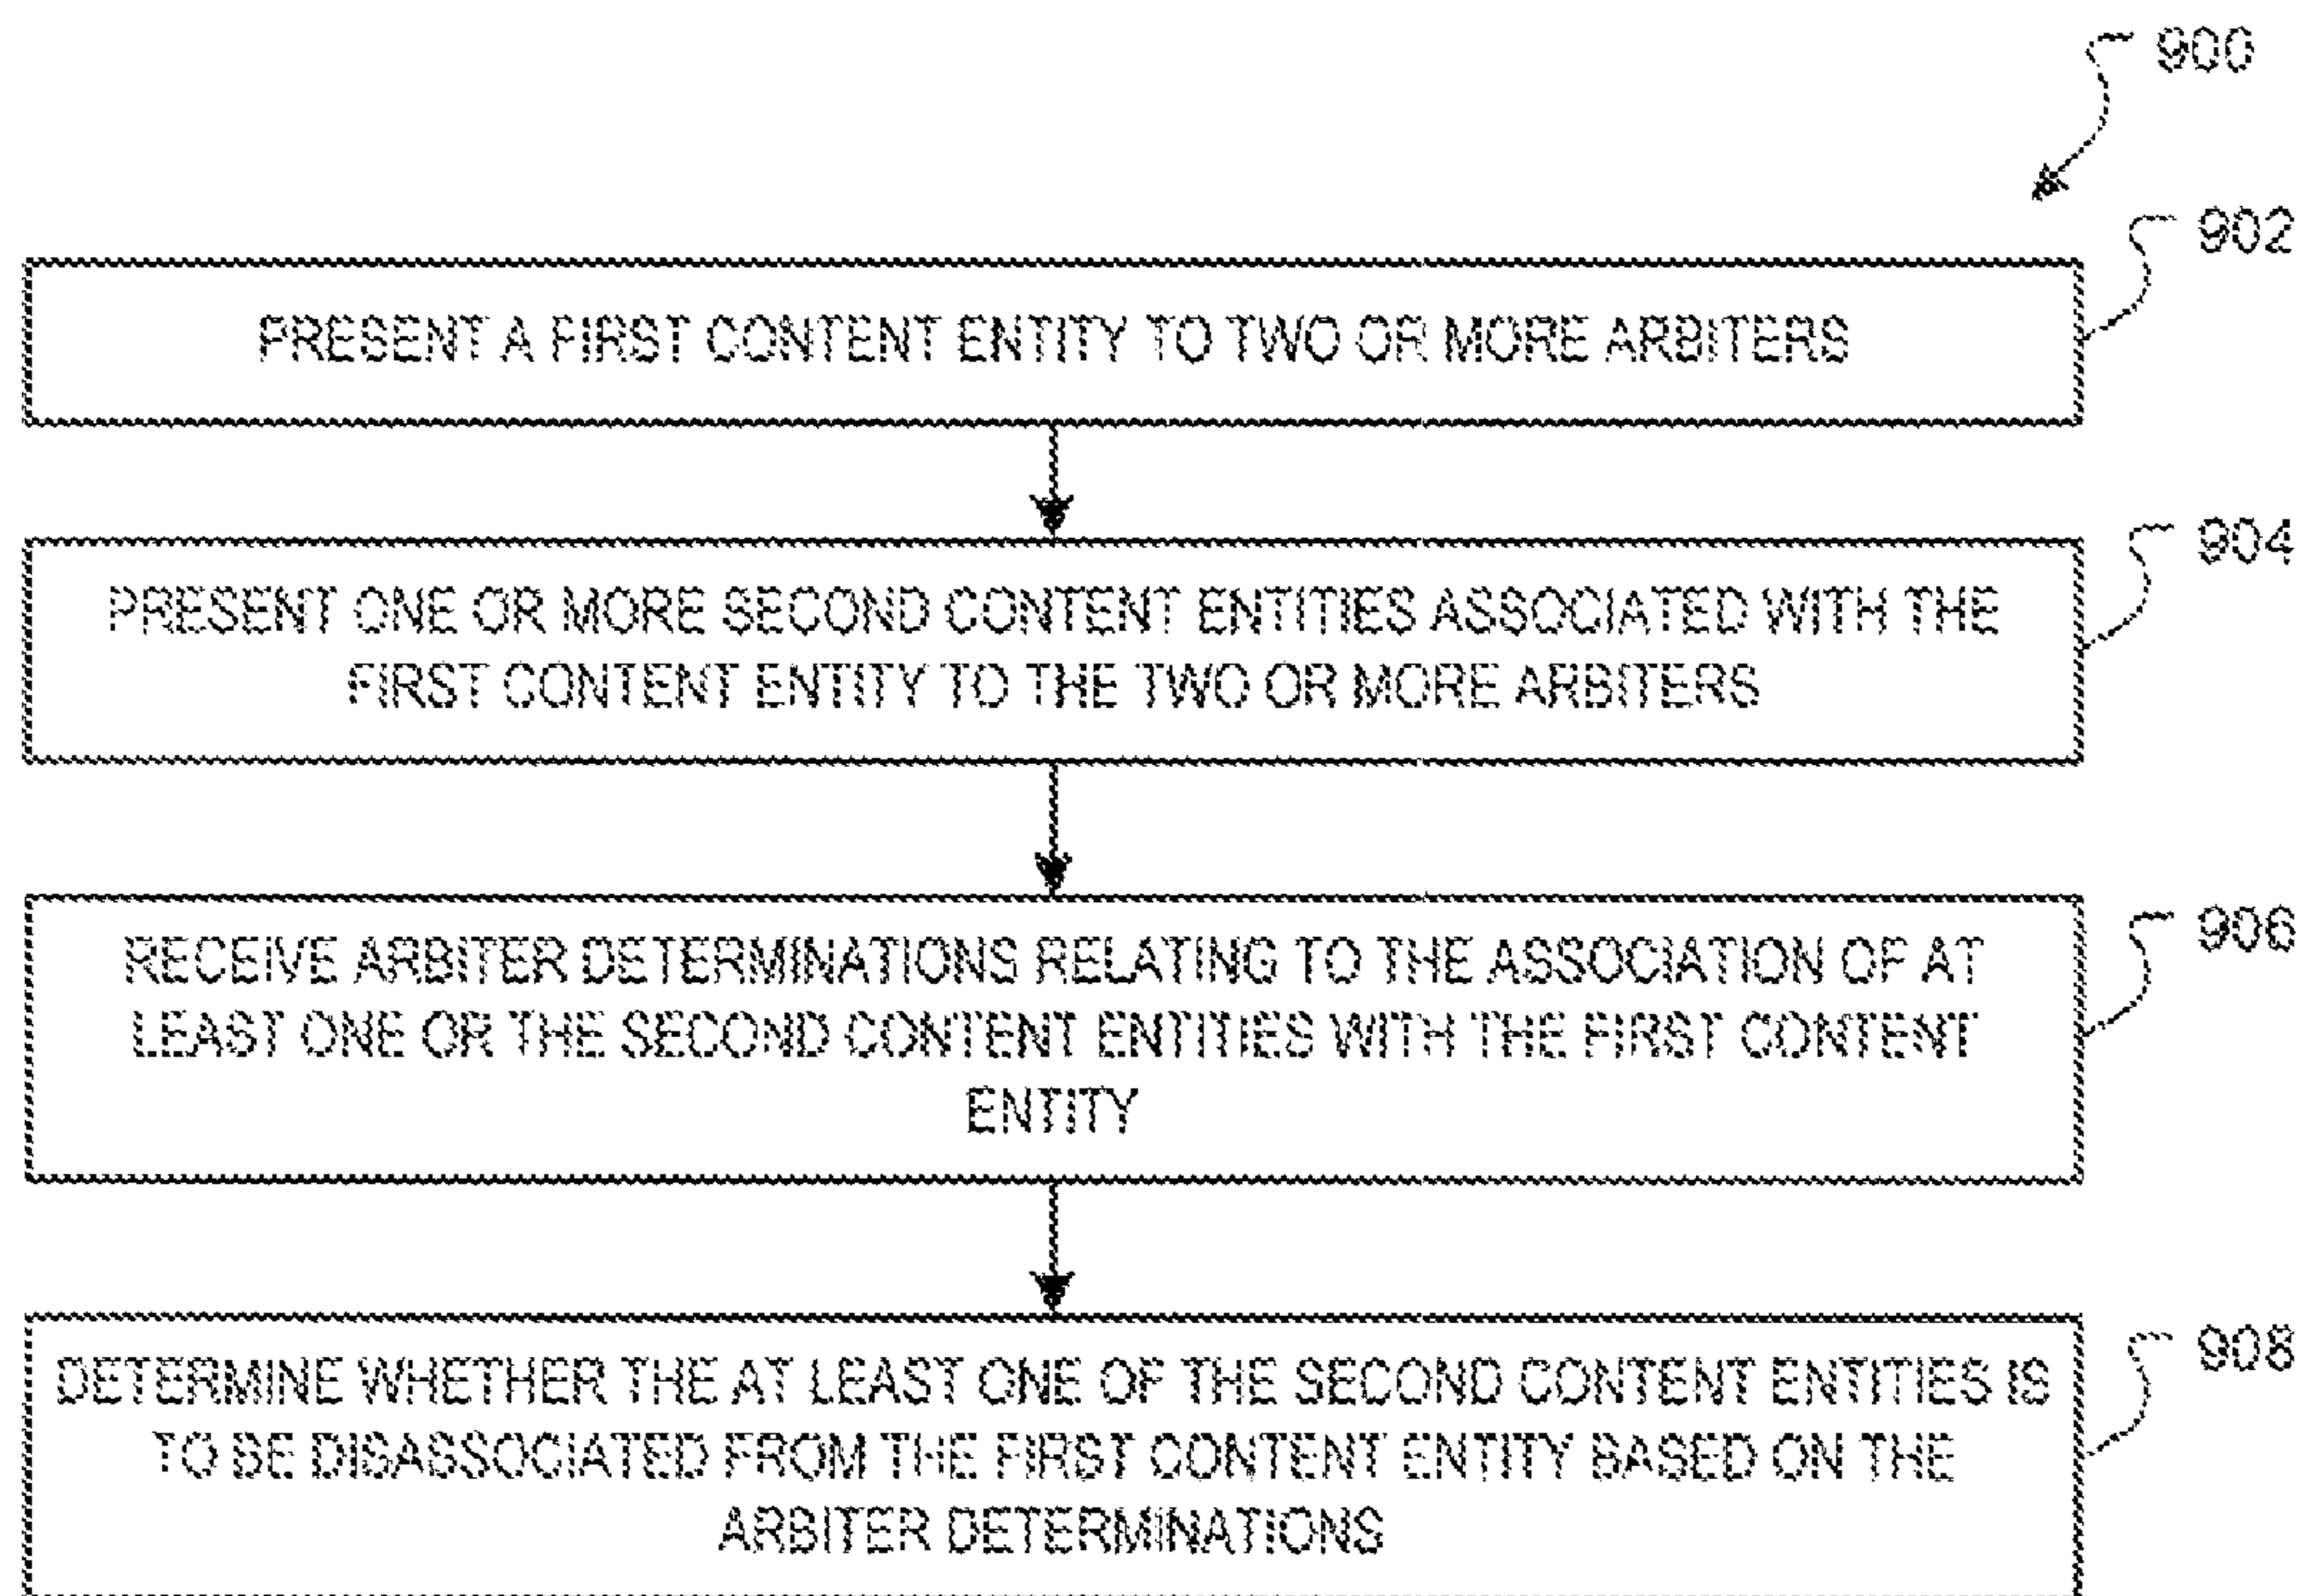 900
902
PRESENT A FIRST CONTENT ENTITY TO TWO OR MORE ARBITERS
904
PRESENT ONE OR MORE SECOND CONTENT ENTITIES ASSOCIATED WITH THE
FIRST CONTENT ENTITY TO THE TWO OR MORE ARBITERS
906
RECEIVE ARBITER DETERMINATIONS RELATING TO THE ASSOCIATION OF AT
LEAST ONE OR THE SECOND CONTENT ENTITIES WITH THE FIRST CONTENT
ENTITY
908
DETERMINE WHETHER THE AT LEAST ONE OF THE SECOND CONTENT ENTITIES IS
TO BE DISASSOCIATED FROM THE FIRST CONTENT ENTITY BASED ON THE
ARBITER DETERMINATIONS